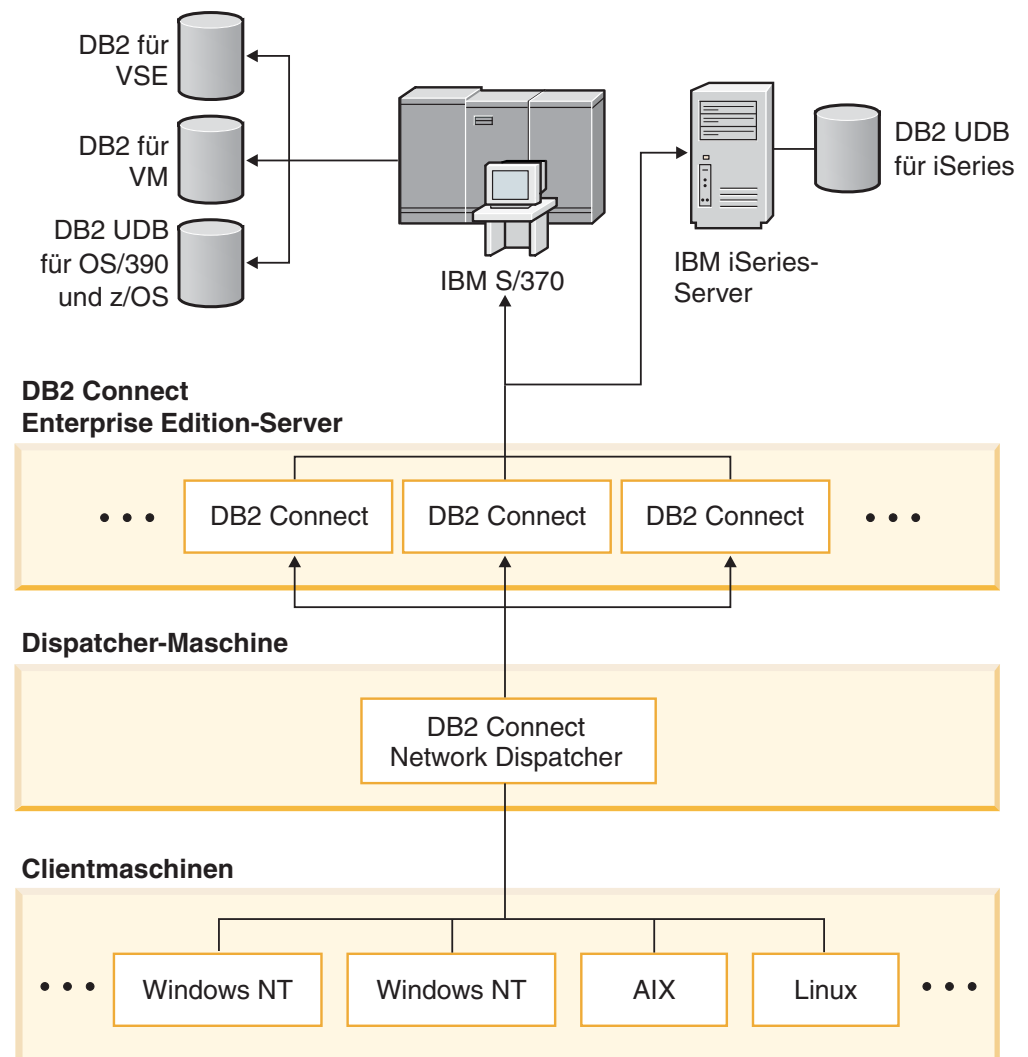 DB2 für
VSE
DB2 für
VM
DB2 UDB
für OS/390
und z/OS
IBM S/370
IBM iSeries-
Server
DB2 UDB
für iSeries
DB2 Connect
Enterprise Edition-Server
• • •
DB2 Connect
DB2 Connect
DB2 Connect
• • •
Dispatcher-Maschine
DB2 Connect
Network Dispatcher
Clientmaschinen
• • •
Windows NT
Windows NT
AIX
Linux
• • •